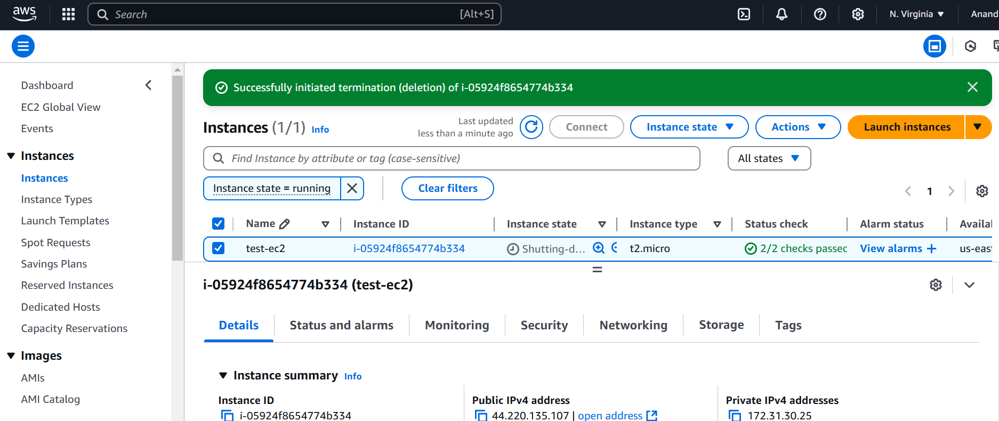 aws
Search [Alt+S]
N. Virginia
Anand
Dashboard
EC2 Global View
Events
Instances
Instances
Instance Types
Launch Templates
Spot Requests
Savings Plans
Reserved Instances
Dedicated Hosts
Capacity Reservations
Images
AMIs
AMI Catalog
Successfully initiated termination (deletion) of i-05924f8654774b334
Instances (1/1) Info
Last updated
less than a minute ago
Connect
Instance state
Actions
Launch instances
Find Instance by attribute or tag (case-sensitive)
All states
Instance state = running
Clear filters
1
Name Instance ID Instance state Instance type Status check Alarm status Availal
test-ec2 i-05924f8654774b334 Shutting-d... t2.micro 2/2 checks passed View alarms + us-east
i-05924f8654774b334 (test-ec2)
Details Status and alarms Monitoring Security Networking Storage Tags
Instance summary Info
Instance ID
i-05924f8654774b334
Public IPv4 address
44.220.135.107 | open address
Private IPv4 addresses
172.31.30.25